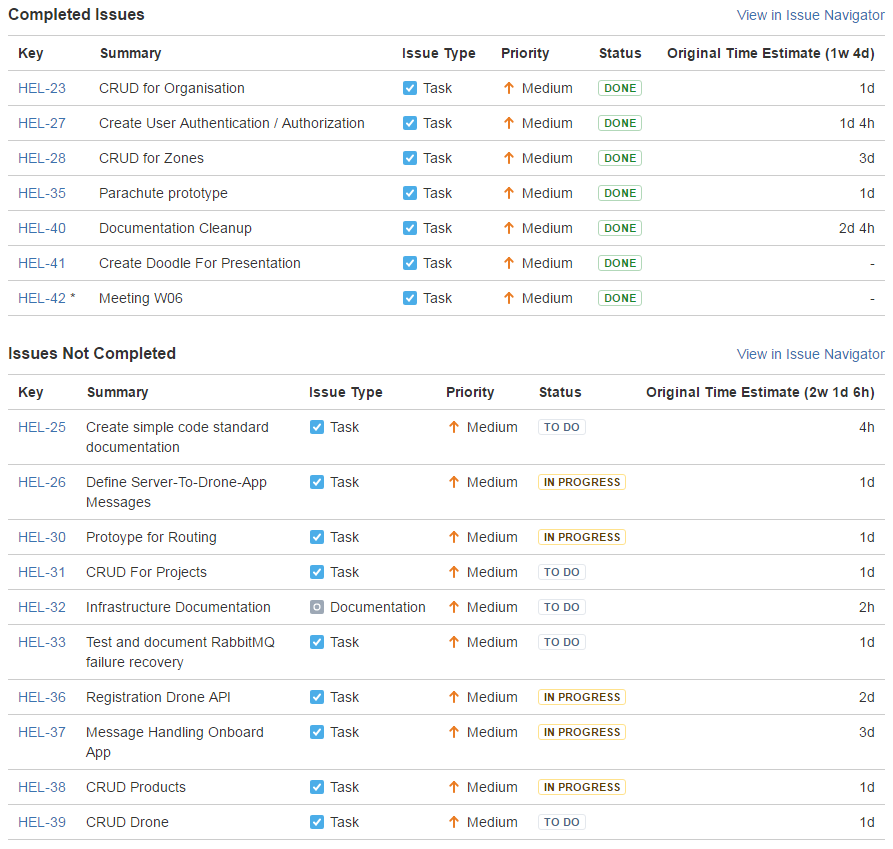 Completed Issues View in Issue Navigator
Key Summary Issue Type Priority Status Original Time Estimate (1w 4d)
HEL-23 CRUD for Organisation Task Medium DONE 1d
HEL-27 Create User Authentication / Authorization Task Medium DONE 1d 4h
HEL-28 CRUD for Zones Task Medium DONE 3d
HEL-35 Parachute prototype Task Medium DONE 1d
HEL-40 Documentation Cleanup Task Medium DONE 2d 4h
HEL-41 Create Doodle For Presentation Task Medium DONE -
HEL-42 * Meeting W06 Task Medium DONE -
Issues Not Completed View in Issue Navigator
Key Summary Issue Type Priority Status Original Time Estimate (2w 1d 6h)
HEL-25 Create simple code standard Task Medium TO DO 4h
documentation
HEL-26 Define Server-To-Drone-App Task Medium IN PROGRESS 1d
Messages
HEL-30 Protoype for Routing Task Medium IN PROGRESS 1d
HEL-31 CRUD For Projects Task Medium TO DO 1d
HEL-32 Infrastructure Documentation Documentation Medium TO DO 2h
HEL-33 Test and document RabbitMQ Task Medium TO DO 1d
failure recovery
HEL-36 Registration Drone API Task Medium IN PROGRESS 2d
HEL-37 Message Handling Onboard Task Medium IN PROGRESS 3d
App
HEL-38 CRUD Products Task Medium IN PROGRESS 1d
HEL-39 CRUD Drone Task Medium TO DO 1d